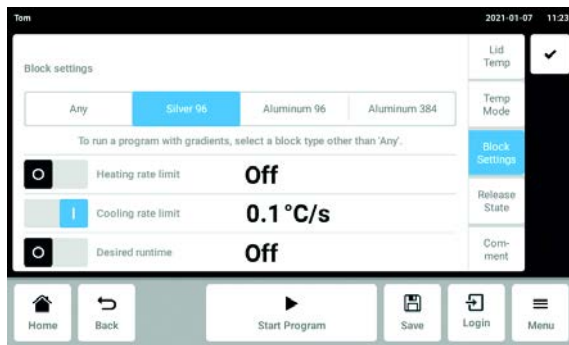 Tom
2021-01-07 11:23
Block settings
Any
Silver 96
Aluminum 96
Aluminum 384
To run a program with gradients, select a block type other than 'Any'.
Heating rate limit
Off
Cooling rate limit
0.1 °C/s
Desired runtime
Off
Lid
Temp
Temp
Mode
Block
Settings
Release
State
Com-
ment
Home
Back
Start Program
Save
Login
Menu